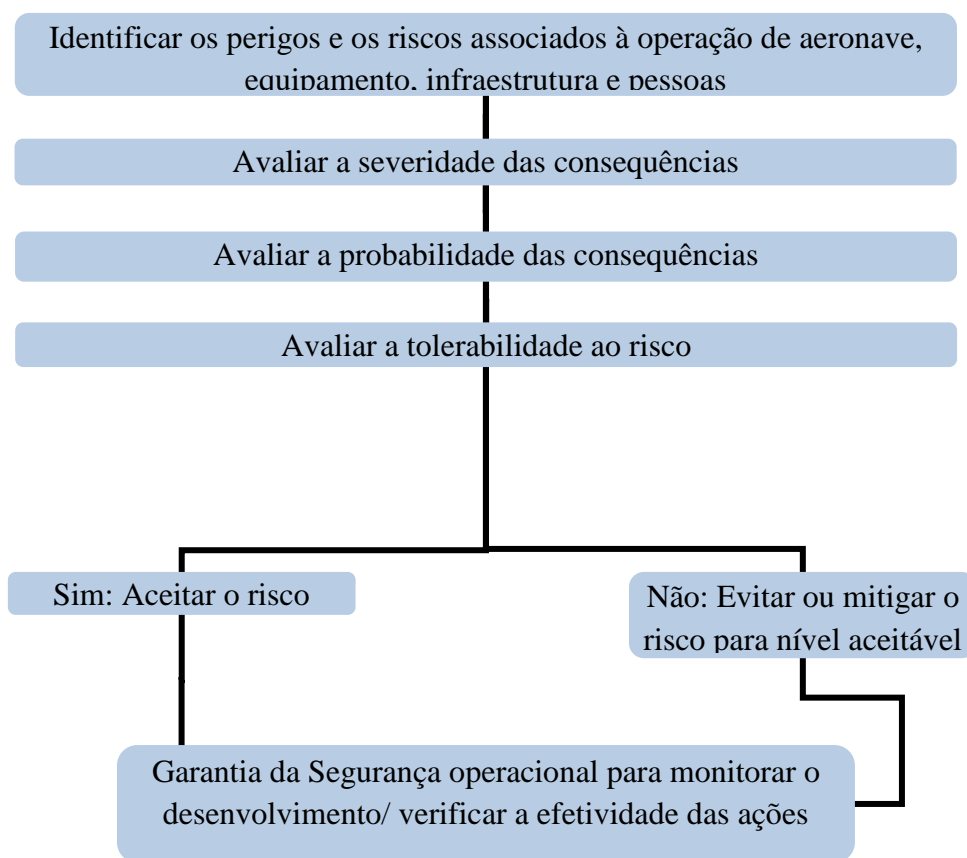 Identificar os perigos e os riscos associados à operação de aeronave,
equipamento, infraestrutura e pessoas
Avaliar a severidade das consequências
Avaliar a probabilidade das consequências
Avaliar a tolerabilidade ao risco
Sim: Aceitar o risco
Não: Evitar ou mitigar o
risco para nível aceitável
Garantia da Segurança operacional para monitorar o
desenvolvimento/ verificar a efetividade das ações